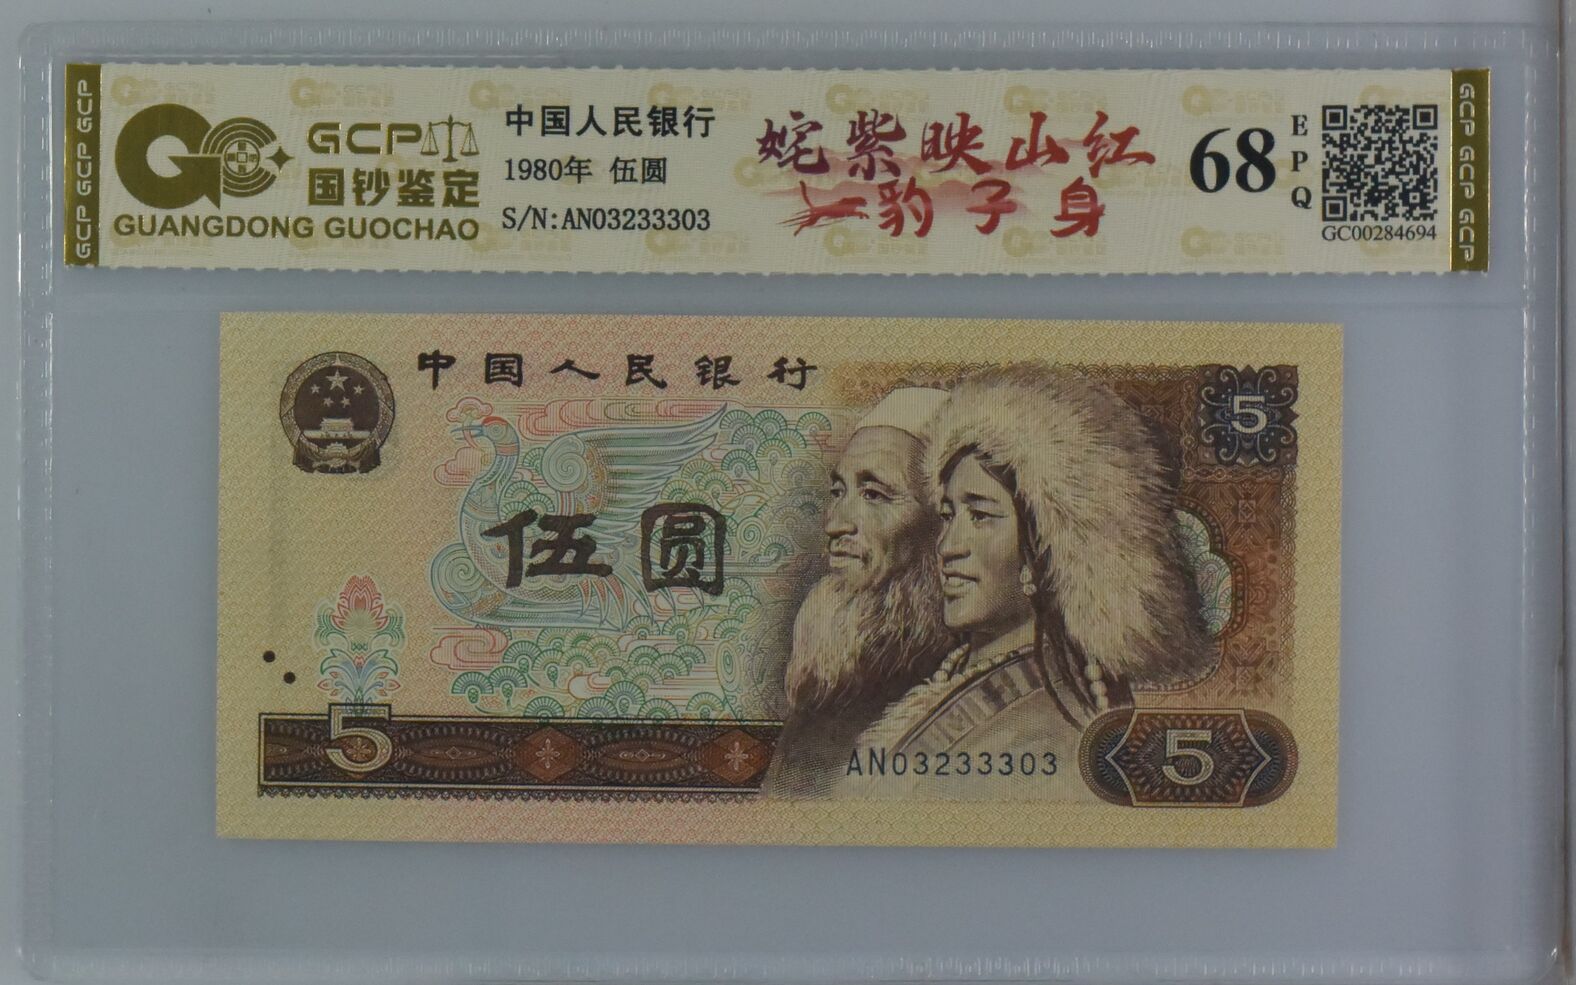 GCP GCP GCP
GCP
国钞鉴定
GUANGDONG GUOCHAO
中国人民银行
1980年 伍圆
S/N:AN03233303
姹紫映山红
豹子身
68
EPQ
GC00284694
GCP GCP GCP
中国人民银行
5
伍圆
5
AN03233303
5